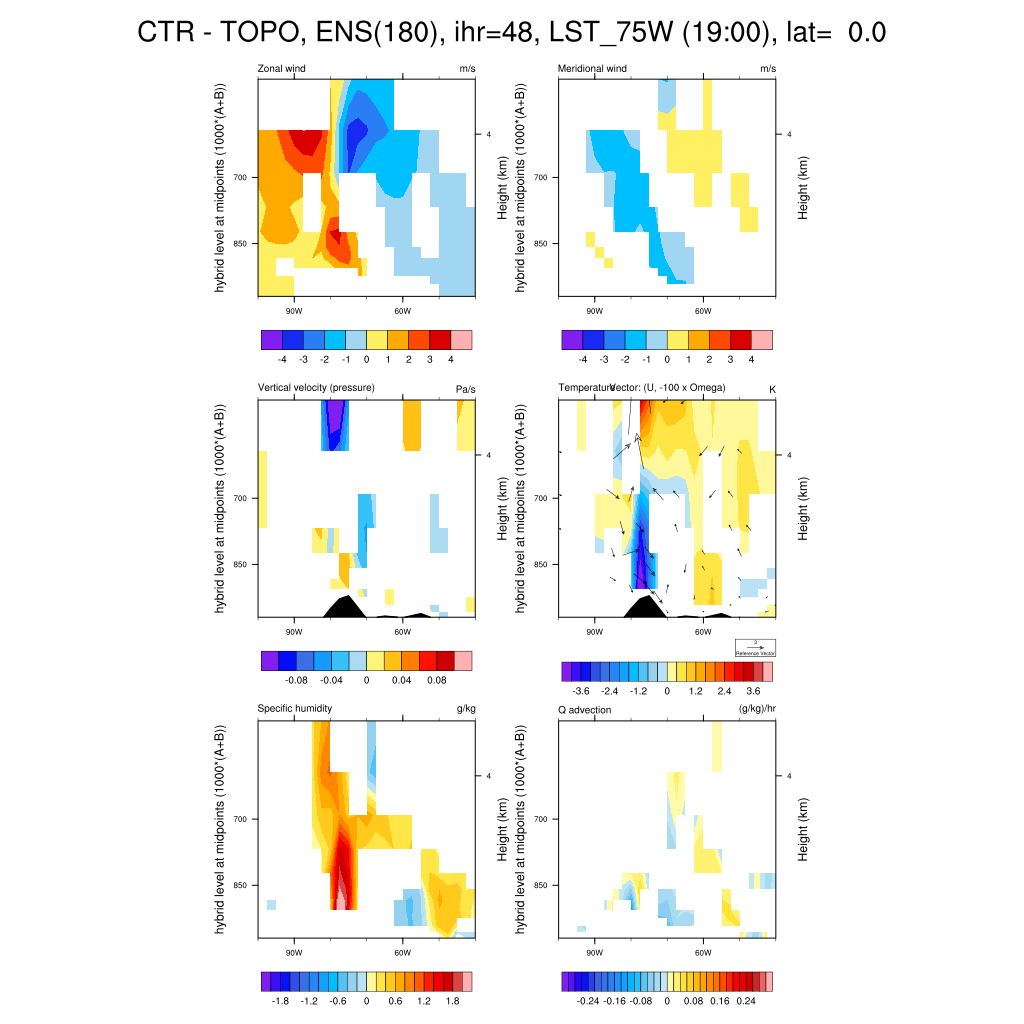 CTR - TOPO, ENS(180), ihr=48, LST_75W (19:00), lat= 0.0
Zonal wind m/s
hybrid level at midpoints (1000*(A+B))
700
850
4
Height (km)
90W 60W
-4 -3 -2 -1 0 1 2 3 4
Meridional wind m/s
hybrid level at midpoints (1000*(A+B))
700
850
4
Height (km)
90W 60W
-4 -3 -2 -1 0 1 2 3 4
Vertical velocity (pressure) Pa/s
hybrid level at midpoints (1000*(A+B))
700
850
4
Height (km)
90W 60W
-0.08 -0.04 0 0.04 0.08
Temperature Vector: (U, -100 x Omega) K
hybrid level at midpoints (1000*(A+B))
700
850
4
Height (km)
90W 60W
3
Reference Vector
-3.6 -2.4 -1.2 0 1.2 2.4 3.6
Specific humidity g/kg
hybrid level at midpoints (1000*(A+B))
700
850
4
Height (km)
90W 60W
-1.8 -1.2 -0.6 0 0.6 1.2 1.8
Q advection (g/kg)/hr
hybrid level at midpoints (1000*(A+B))
700
850
4
Height (km)
90W 60W
-0.24 -0.16 -0.08 0 0.08 0.16 0.24